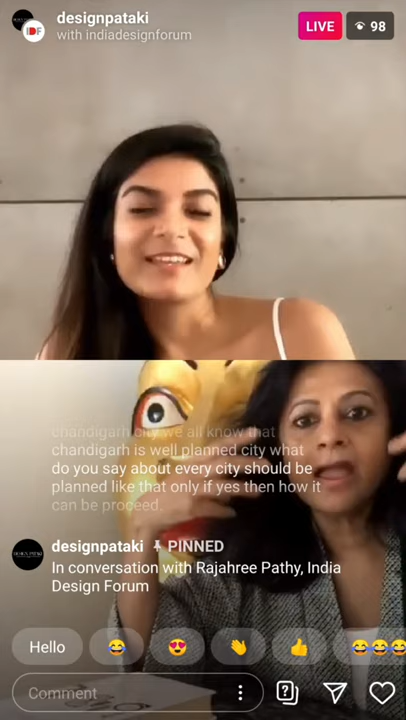 designpataki
with indiadesignforum
LIVE
98
IDF
chandigarh city we all know that
chandigarh is well planned city what
do you say about every city should be
planned like that only if yes then how it
can be proceed.
designpataki PINNED
In conversation with Rajahree Pathy, India
Design Forum
Hello
Comment